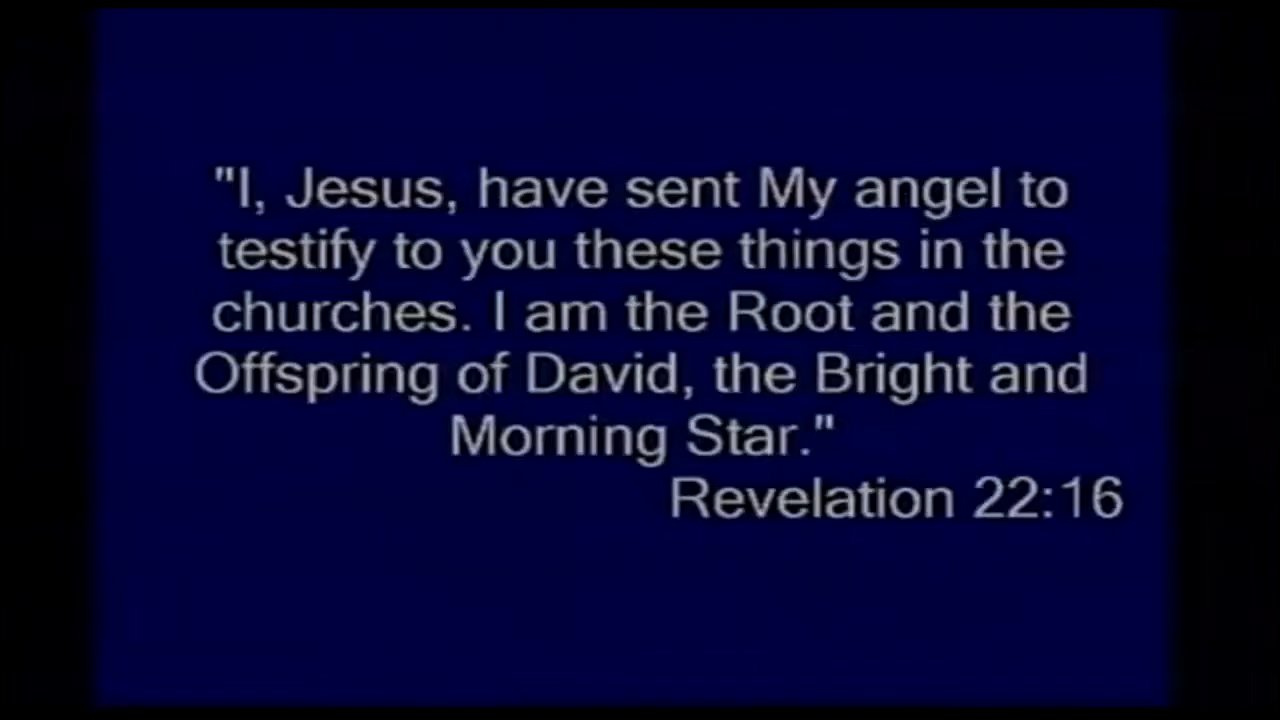 "I, Jesus, have sent My angel to
testify to you these things in the
churches. I am the Root and the
Offspring of David, the Bright and
Morning Star."
Revelation 22:16